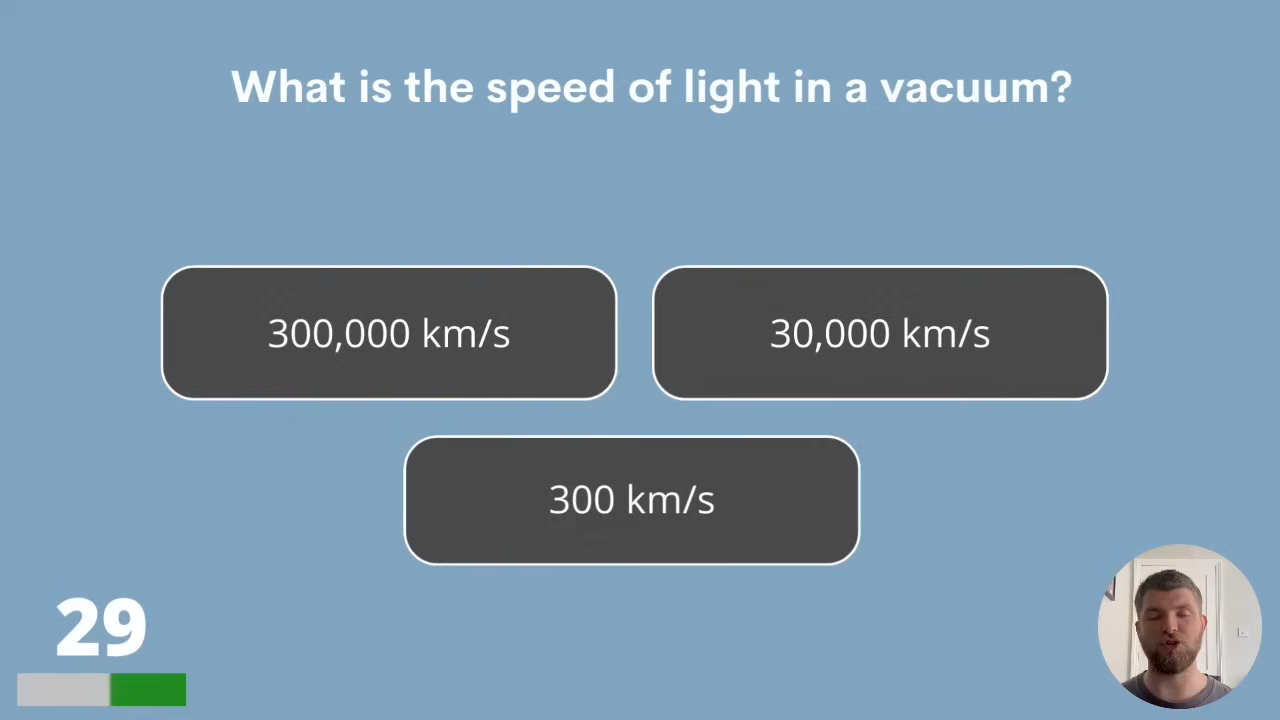 What is the speed of light in a vacuum?
300,000 km/s
30,000 km/s
300 km/s
29